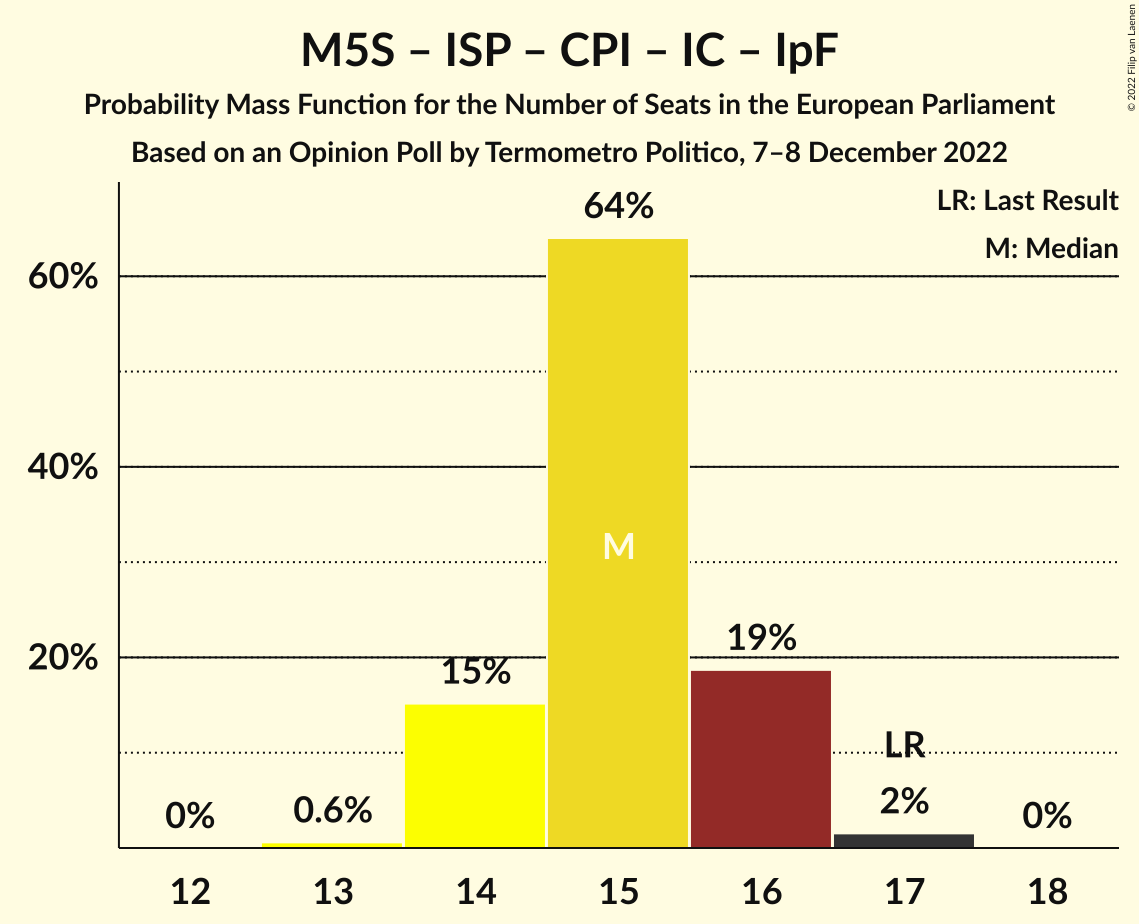 M5S – ISP – CPI – IC – IpF
Probability Mass Function for the Number of Seats in the European Parliament
Based on an Opinion Poll by Termometro Politico, 7–8 December 2022
© 2022 Filip van Laenen
LR: Last Result
M: Median
64%
60%
40%
M
20%
19%
15%
LR
2%
0.6%
0%
0%
12 13 14 15 16 17 18